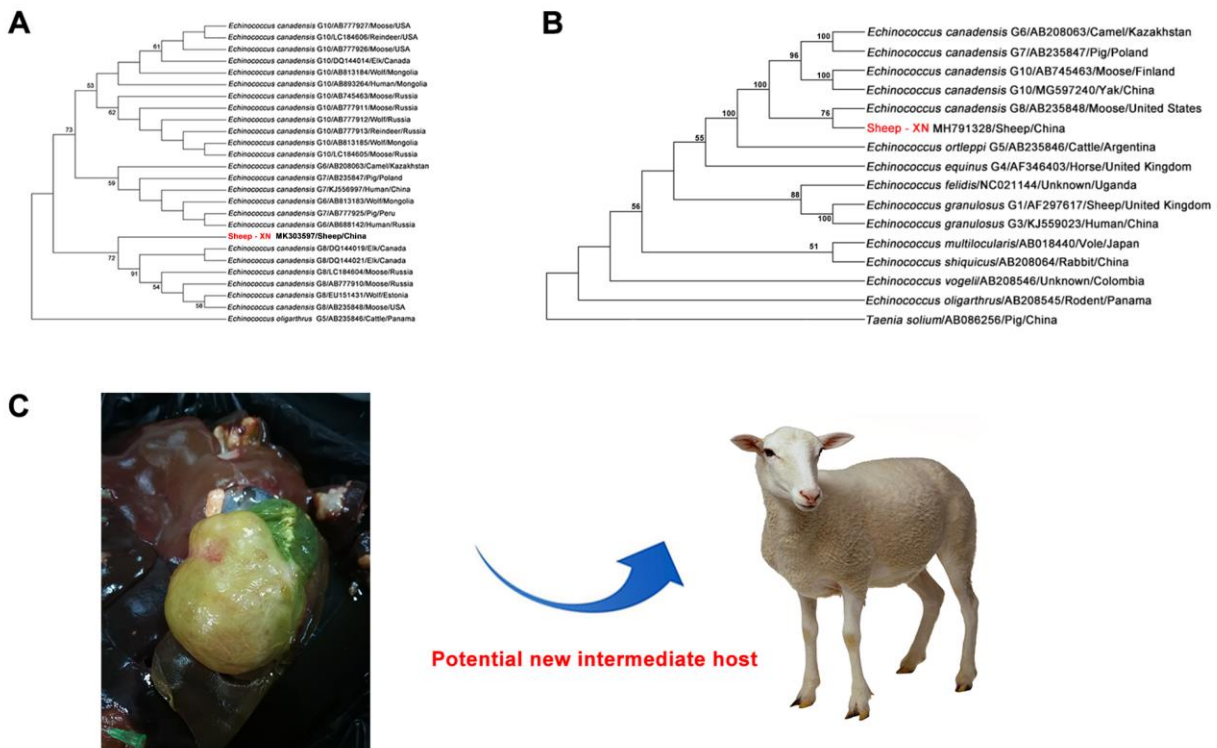 A
Echinococcus canadensis G10/AB777927/Moose/USA
Echinococcus canadensis G10/LC184606/Reindeer/USA
61
Echinococcus canadensis G10/AB777926/Moose/USA
Echinococcus canadensis G10/DQ144014/Elk/Canada
Echinococcus canadensis G10/AB813184/Wolf/Mongolia
53
Echinococcus canadensis G10/AB893264/Human/Mongolia
Echinococcus canadensis G10/AB745463/Moose/Russia
62
Echinococcus canadensis G10/AB777911/Moose/Russia
Echinococcus canadensis G10/AB777912/Wolf/Russia
73
Echinococcus canadensis G10/AB777913/Reindeer/Russia
Echinococcus canadensis G10/AB813185/Wolf/Mongolia
Echinococcus canadensis G10/LC184605/Moose/Russia
Echinococcus canadensis G6/AB208063/Camel/Kazakhstan
59
Echinococcus canadensis G7/AB235847/Pig/Poland
Echinococcus canadensis G7/KJ556997/Human/China
Echinococcus canadensis G6/AB813183/Wolf/Mongolia
Echinococcus canadensis G7/AB777925/Pig/Peru
Echinococcus canadensis G6/AB688142/Human/Russia
Sheep - XN MK303597/Sheep/China
72
Echinococcus canadensis G8/DQ144019/Elk/Canada
Echinococcus canadensis G8/DQ144021/Elk/Canada
91
Echinococcus canadensis G8/LC184604/Moose/Russia
54
Echinococcus canadensis G8/AB777910/Moose/Russia
Echinococcus canadensis G8/EU151431/Wolf/Estonia
58
Echinococcus canadensis G8/AB235848/Moose/USA
Echinococcus oligarthrus G5/AB235846/Cattle/Panama
B
100
Echinococcus canadensis G6/AB208063/Camel/Kazakhstan
96
Echinococcus canadensis G7/AB235847/Pig/Poland
100
Echinococcus canadensis G10/AB745463/Moose/Finland
100
Echinococcus canadensis G10/MG597240/Yak/China
76
Echinococcus canadensis G8/AB235848/Moose/United States
Sheep - XN MH791328/Sheep/China
100
Echinococcus ortleppi G5/AB235846/Cattle/Argentina
55
Echinococcus equinus G4/AF346403/Horse/United Kingdom
88
Echinococcus felidis/NC021144/Unknown/Uganda
56
Echinococcus granulosus G1/AF297617/Sheep/United Kingdom
100
Echinococcus granulosus G3/KJ559023/Human/China
51
Echinococcus multilocularis/AB018440/Vole/Japan
Echinococcus shiquicus/AB208064/Rabbit/China
Echinococcus vogeli/AB208546/Unknown/Colombia
Echinococcus oligarthrus/AB208545/Rodent/Panama
Taenia solium/AB086256/Pig/China
C
Potential new intermediate host